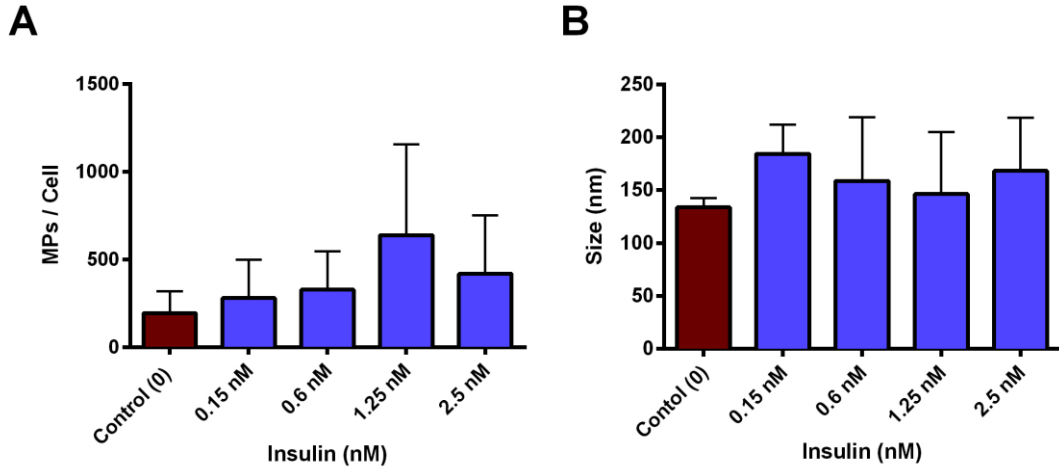 A
MPs / Cell
1500
1000
500
0
Control (0)
0.15 nM
0.6 nM
1.25 nM
2.5 nM
Insulin (nM)
B
Size (nm)
250
200
150
100
50
0
Contol (0)
0.15 nM
0.6 nM
1.25 nM
2.5 nM
Insulin (nM)